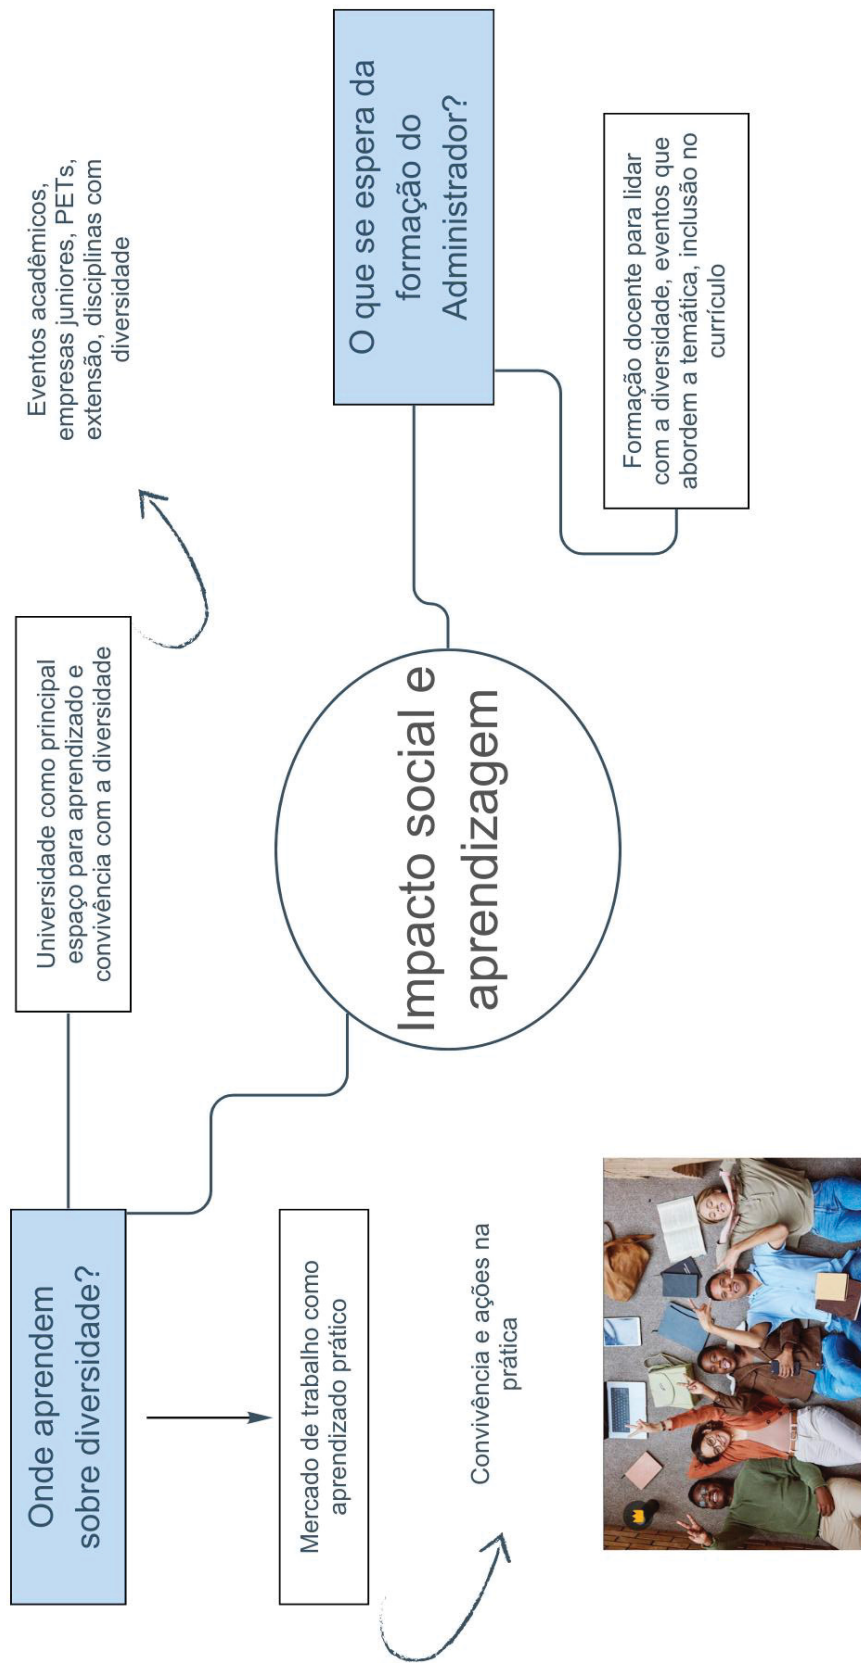 Onde aprendem
sobre diversidade?
Universidade como principal
espaço para aprendizado e
convivência com a diversidade
Eventos acadêmicos,
empresas juniores, PETs,
extensão, disciplinas com
diversidade
Mercado de trabalho como
aprendizado prático
Convivência e ações na
prática
Impacto social e
aprendizagem
O que se espera da
formação do
Administrador?
Formação docente para lidar
com a diversidade, eventos que
abordem a temática, inclusão no
currículo